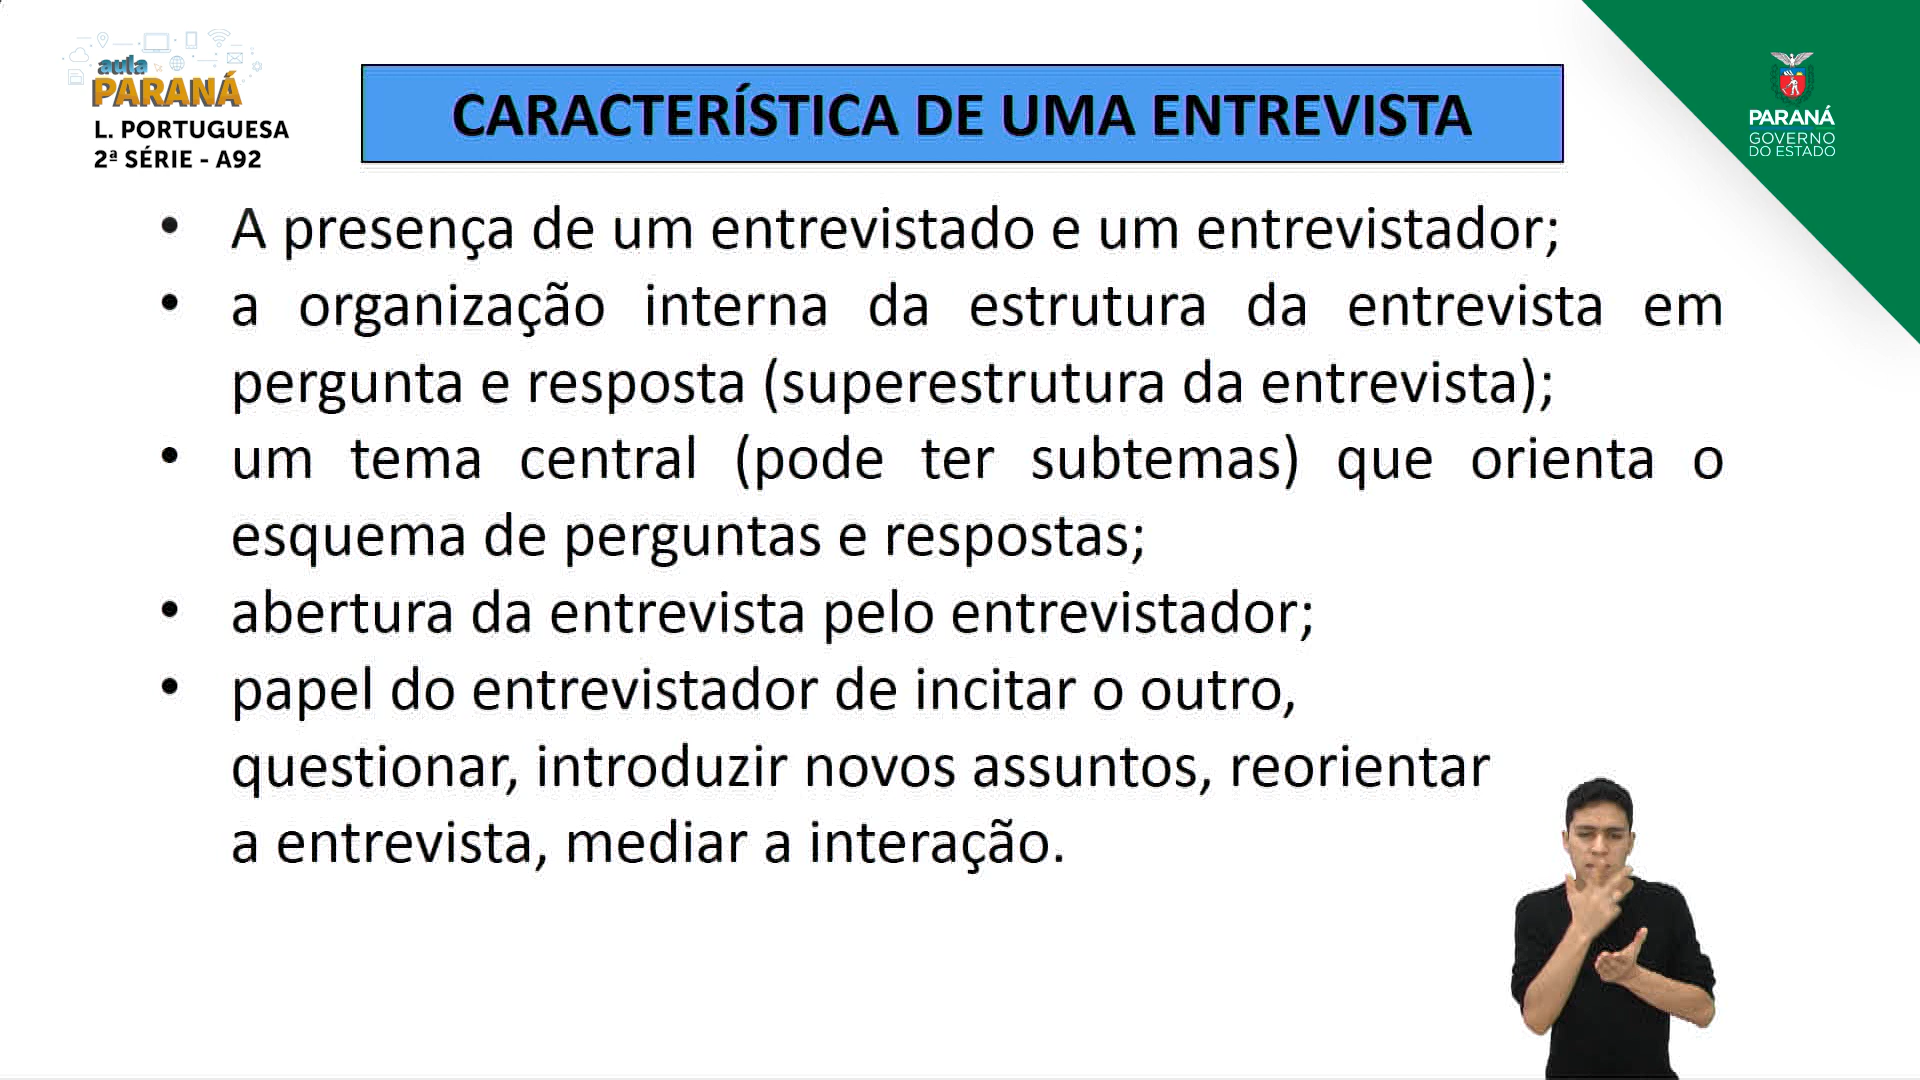 aula
PARANÁ
L. PORTUGUESA
2ª SÉRIE - A92
CARACTERÍSTICA DE UMA ENTREVISTA
PARANÁ
GOVERNO
DO ESTADO
• A presença de um entrevistado e um entrevistador;
• a organização interna da estrutura da entrevista em
pergunta e resposta (superestrutura da entrevista);
• um tema central (pode ter subtemas) que orienta o
esquema de perguntas e respostas;
• abertura da entrevista pelo entrevistador;
• papel do entrevistador de incitar o outro,
questionar, introduzir novos assuntos, reorientar
a entrevista, mediar a interação.